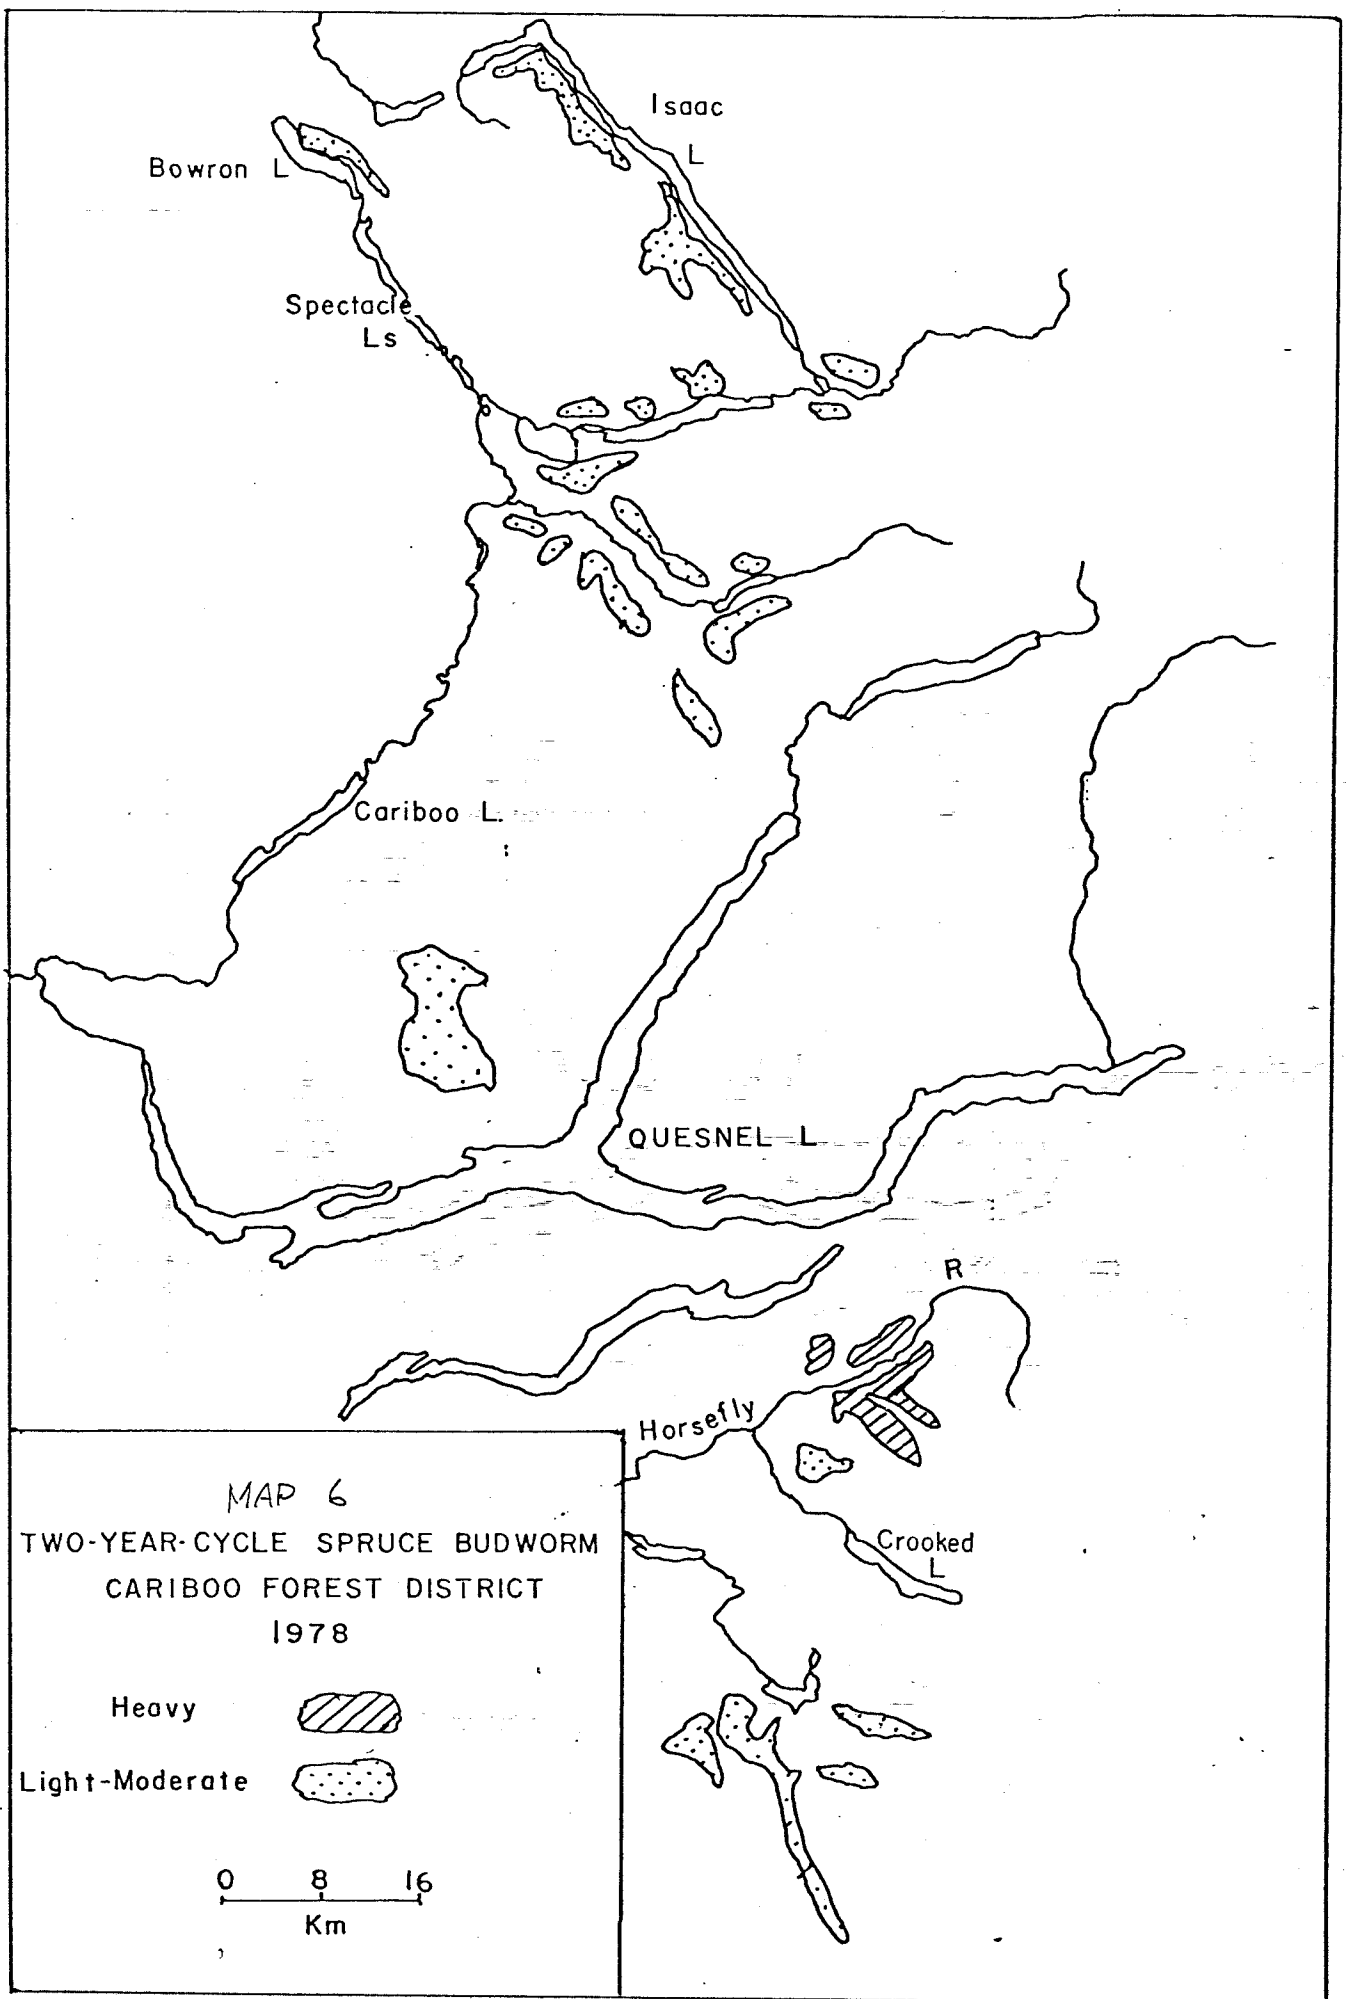 Isaac
L
Bowron L
Spectacle
Ls
Cariboo L.
QUESNEL L
R
Horsefly
Crooked
L
MAP 6
TWO-YEAR-CYCLE SPRUCE BUDWORM
CARIBOO FOREST DISTRICT
1978
Heavy
Light-Moderate
0 8 16
Km